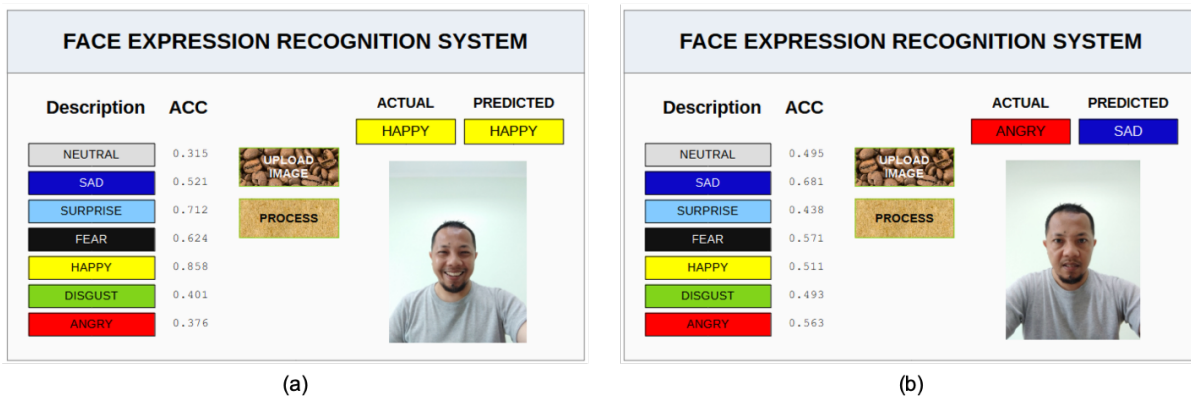 FACE EXPRESSION RECOGNITION SYSTEM
Description ACC
ACTUAL PREDICTED
HAPPY HAPPY
NEUTRAL 0.315
SAD 0.521
SURPRISE 0.712
FEAR 0.624
HAPPY 0.858
DISGUST 0.401
ANGRY 0.376
UPLOAD
IMAGE
PROCESS
(a)
FACE EXPRESSION RECOGNITION SYSTEM
Description ACC
ACTUAL PREDICTED
ANGRY SAD
NEUTRAL 0.495
SAD 0.681
SURPRISE 0.438
FEAR 0.571
HAPPY 0.511
DISGUST 0.493
ANGRY 0.563
UPLOAD
IMAGE
PROCESS
(b)